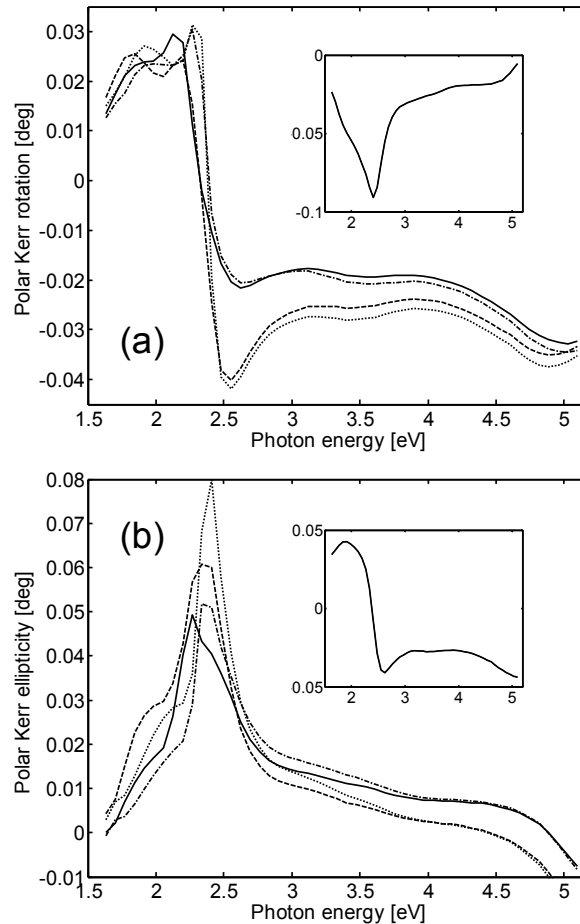 0.03
0.02
0.01
0
-0.01
-0.02
-0.03
-0.04
Polar Kerr rotation [deg]
(a)
0
0.05
-0.1
2 3 4 5
1.5 2 2.5 3 3.5 4 4.5 5
Photon energy [eV]
0.08
0.07
0.06
0.05
0.04
0.03
0.02
0.01
0
-0.01
Polar Kerr ellipticity [deg]
(b)
0.05
0
0.05
2 3 4 5
1.5 2 2.5 3 3.5 4 4.5 5
Photon energy [eV]